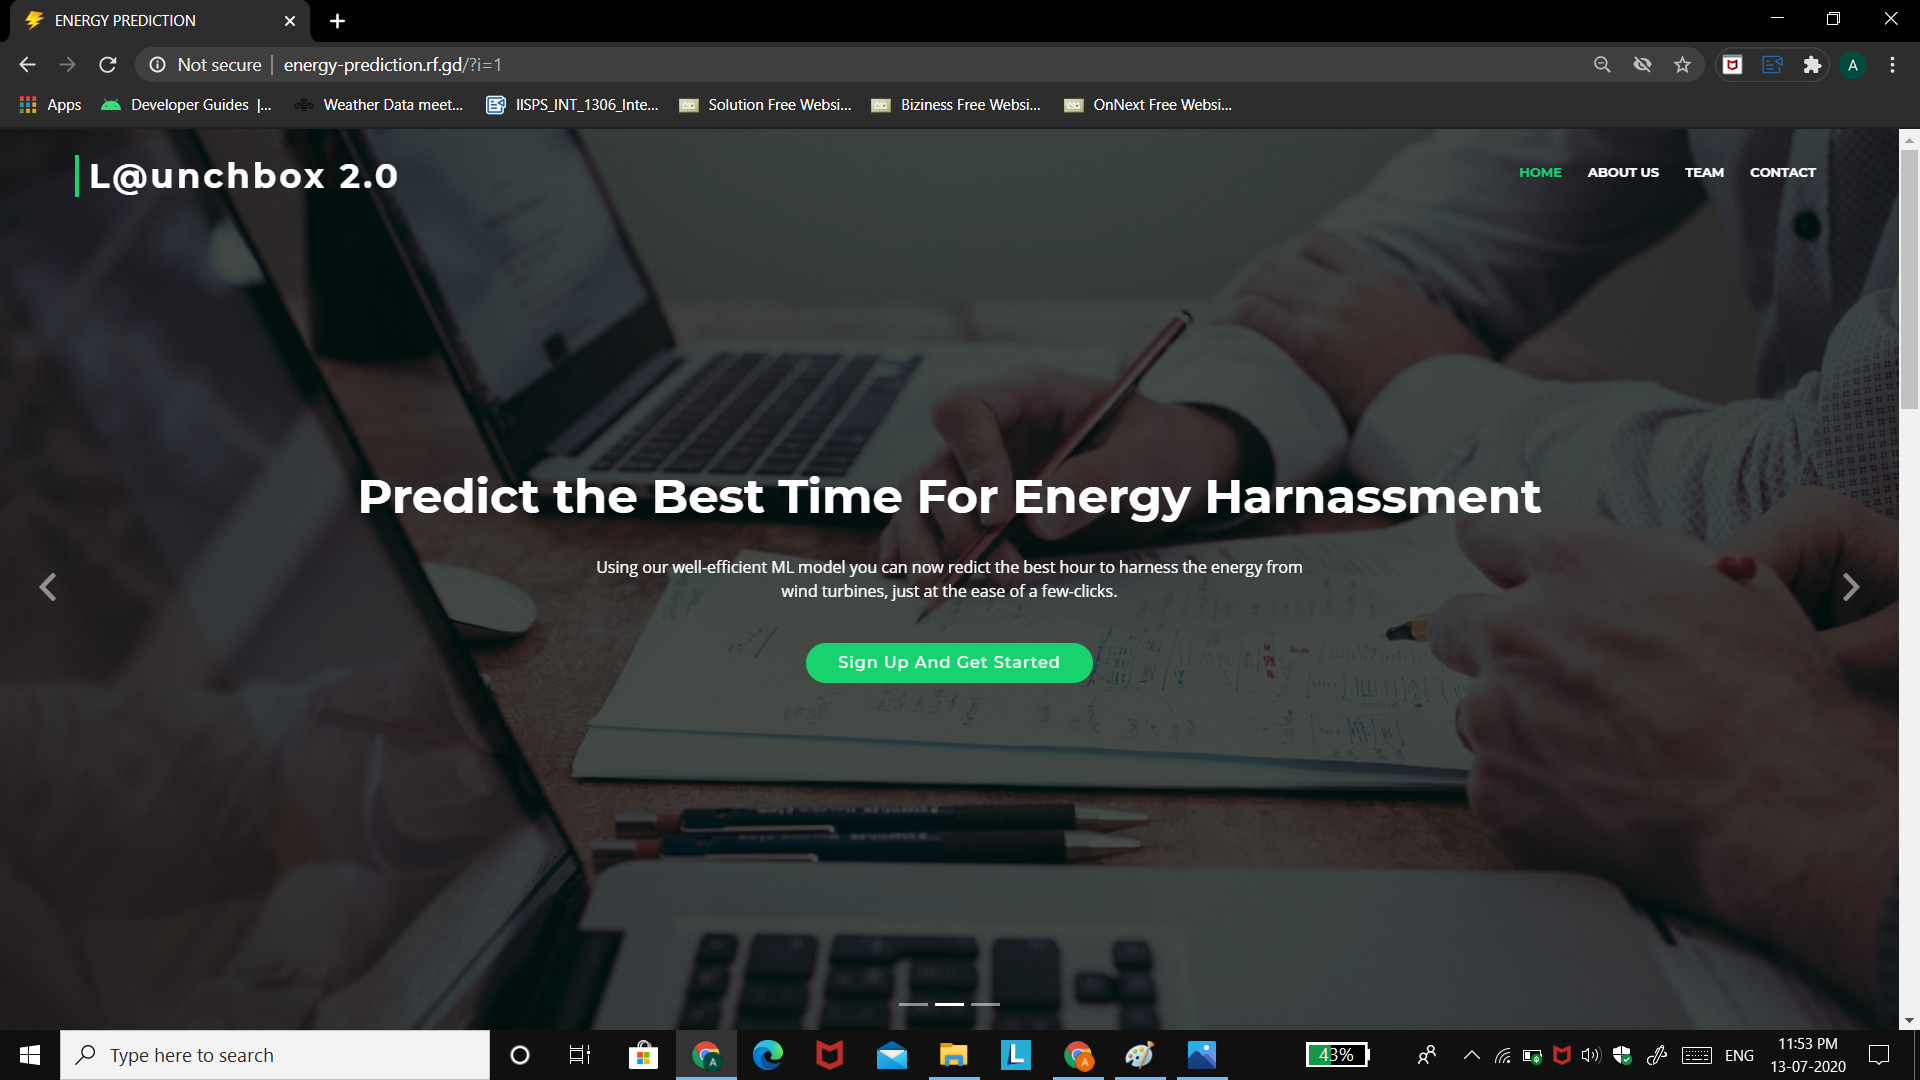 ENERGY PREDICTION
Not secure | energy-prediction.rf.gd/?i=1
A
Apps
Developer Guides |...
Weather Data meet...
IISPS_INT_1306_Inte...
Solution Free Websi...
Biziness Free Websi...
OnNext Free Websi...
L@unchbox 2.0
HOME
ABOUT US
TEAM
CONTACT
Predict the Best Time For Energy Harnassment
Using our well-efficient ML model you can now redict the best hour to harness the energy from
wind turbines, just at the ease of a few-clicks.
Sign Up And Get Started
Type here to search
A
L
A
43%
ENG
11:53 PM
13-07-2020